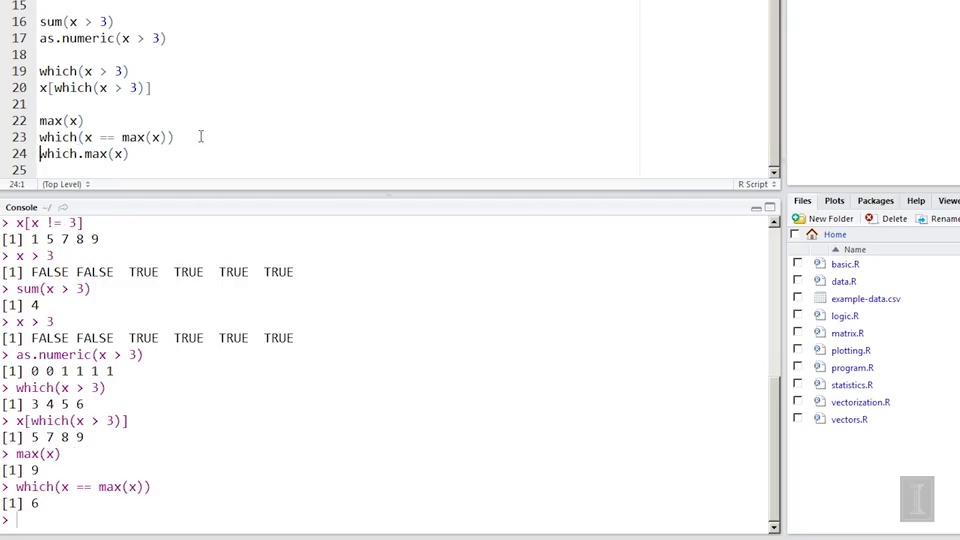 15
16 sum(x > 3)
17 as.numeric(x > 3)
18
19 which(x > 3)
20 x[which(x > 3)]
21
22 max(x)
23 which(x == max(x))
24 which.max(x)
25
24:1 (Top Level) R Script
Console ~/
> x[x != 3]
[1] 1 5 7 8 9
> x > 3
[1] FALSE FALSE  TRUE  TRUE  TRUE  TRUE
> sum(x > 3)
[1] 4
> x > 3
[1] FALSE FALSE  TRUE  TRUE  TRUE  TRUE
> as.numeric(x > 3)
[1] 0 0 1 1 1 1
> which(x > 3)
[1] 3 4 5 6
> x[which(x > 3)]
[1] 5 7 8 9
> max(x)
[1] 9
> which(x == max(x))
[1] 6
>
Files Plots Packages Help Viewe
New Folder Delete Rename
Home
Name
basic.R
data.R
example-data.csv
logic.R
matrix.R
plotting.R
program.R
statistics.R
vectorization.R
vectors.R
I